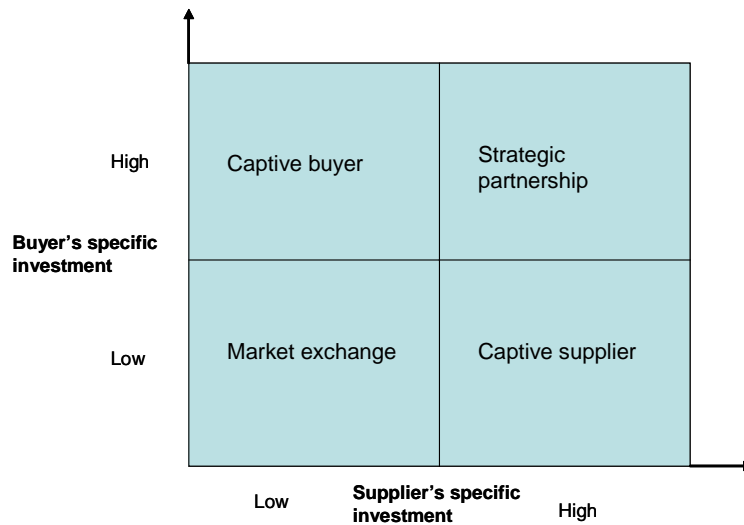 High
Captive buyer
Strategic
partnership
Buyer's specific
investment
Low
Market exchange
Captive supplier
Low
Supplier's specific
investment
High